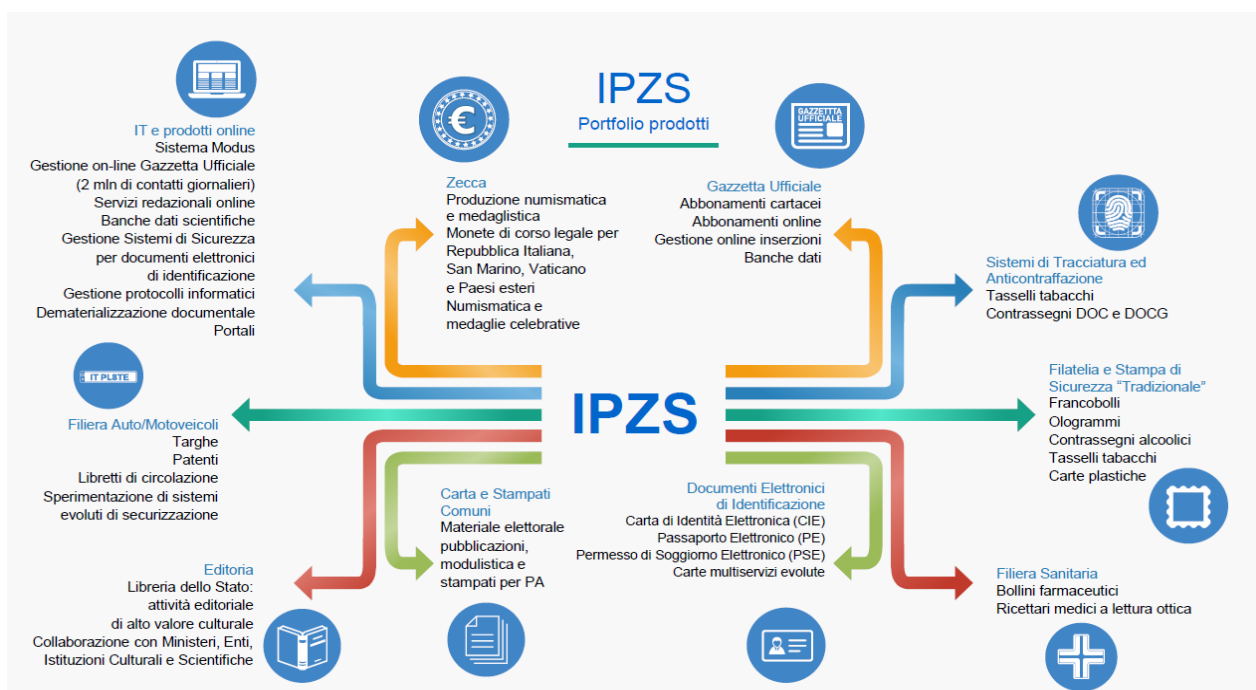 IPZS
Portfolio prodotti
IT e prodotti online
Sistema Modus
Gestione on-line Gazzetta Ufficiale
(2 mln di contatti giornalieri)
Servizi redazionali online
Banche dati scientifiche
Gestione Sistemi di Sicurezza
per documenti elettronici
di identificazione
Gestione protocolli informatici
Dematerializzazione documentale
Portali
Zecca
Produzione numismatica
e medaglistica
Monete di corso legale per
Repubblica Italiana,
San Marino, Vaticano
e Paesi esteri
Numismatica e
medaglie celebrative
GAZZETTTA
UFFICIALE
Gazzetta Ufficiale
Abbonamenti cartacei
Abbonamenti online
Gestione online inserzioni
Banche dati
Sistemi di Tracciatura ed
Anticontraffazione
Tasselli tabacchi
Contrassegni DOC e DOCG
IT PL8TE
Filiera Auto/Motoveicoli
Targhe
Patenti
Libretti di circolazione
Sperimentazione di sistemi
evoluti di securizzazione
IPZS
Filatelia e Stampa di
Sicurezza “Tradizionale”
Francobolli
Ologrammi
Contrassegni alcoolici
Tasselli tabacchi
Carte plastiche
Editoria
Libreria dello Stato:
attività editoriale
di alto valore culturale
Collaborazione con Ministeri, Enti,
Istituzioni Culturali e Scientifiche
Carta e Stampati
Comuni
Materiale elettorale
pubblicazioni,
modulistica e
stampati per PA
Documenti Elettronici
di Identificazione
Carta di Identità Elettronica (CIE)
Passaporto Elettronico (PE)
Permesso di Soggiorno Elettronico (PSE)
Carte multiservizi evolute
Filiera Sanitaria
Bollini farmaceutici
Ricettari medici a lettura ottica